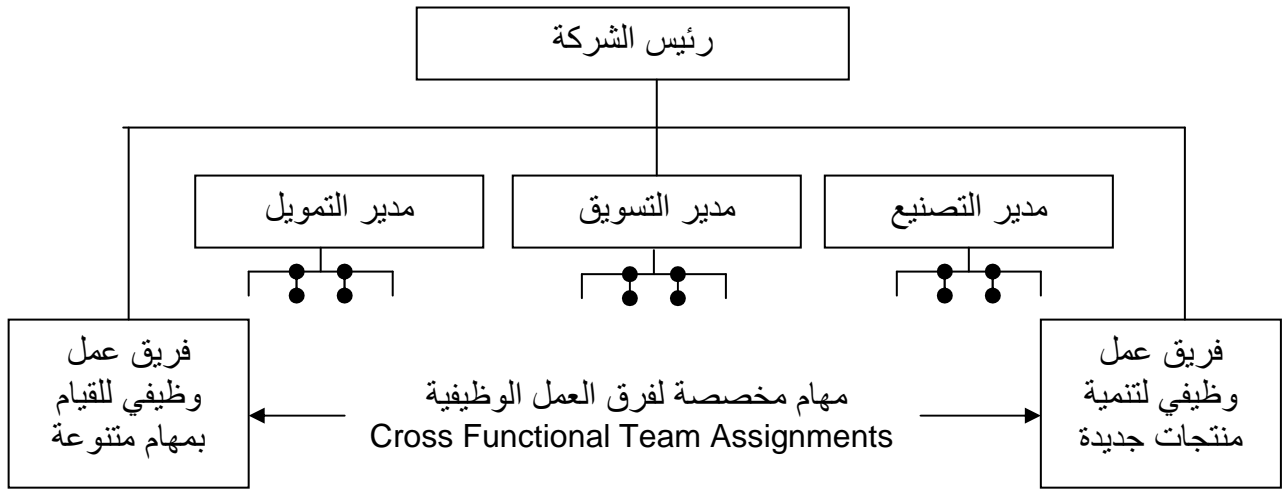 رئيس الشركة
مدير التصنيع
مدير التسويق
مدير التمويل
فريق عمل
وظيفي لتنمية
منتجات جديدة
مهام مخصصة لفرق العمل الوظيفية
Cross Functional Team Assignments
فريق عمل
وظيفي للقيام
بمهام متنوعة